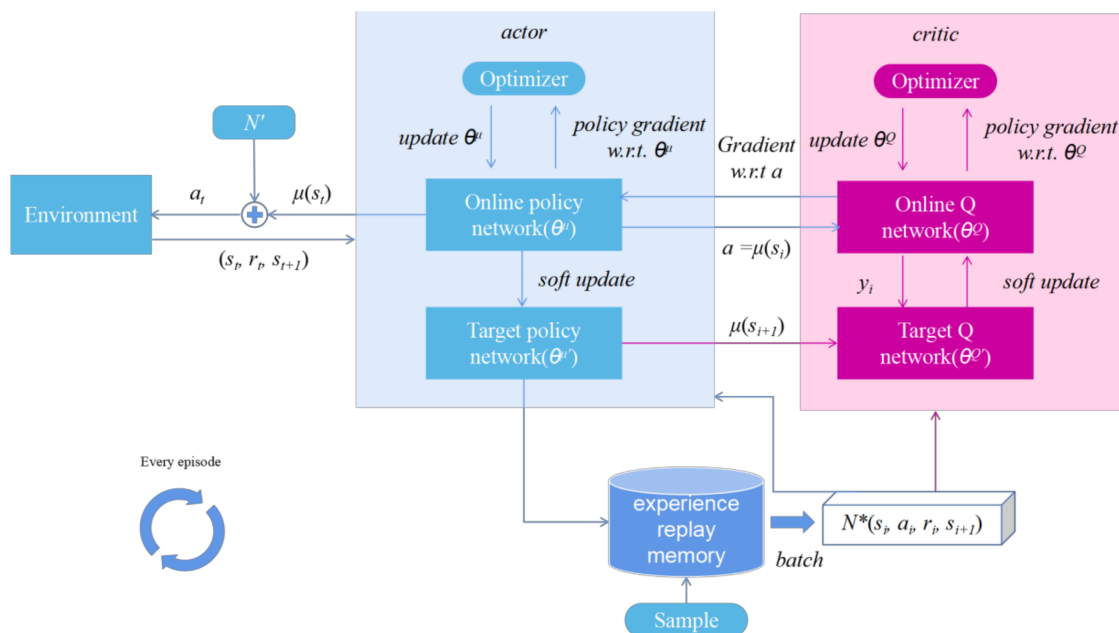 actor
Optimizer
update θ^μ
policy gradient
w.r.t. θ^μ
critic
Optimizer
update θ^Q
policy gradient
w.r.t. θ^Q
N'
Gradient
w.r.t a
Environment
a_t
μ(s_t)
(s_t, r_t, s_{t+1})
Online policy
network(θ^μ)
a =μ(s_i)
Online Q
network(θ^Q)
soft update
y_i
soft update
Target policy
network(θ^{μ'})
μ(s_{i+1})
Target Q
network(θ^{Q'})
Every episode
experience
replay
memory
batch
N*(s_i, a_i, r_i, s_{i+1})
Sample